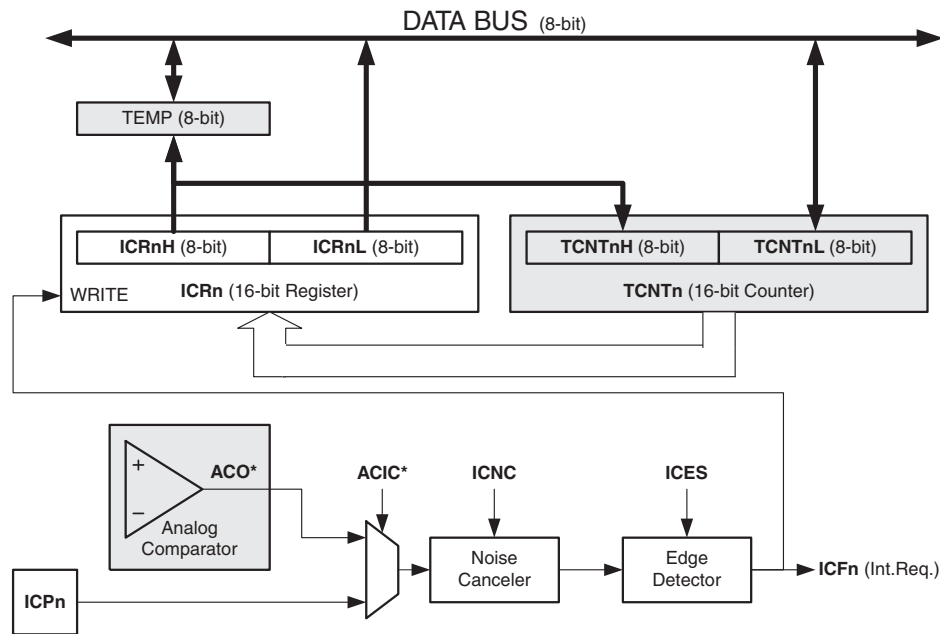 DATA BUS (8-bit)
TEMP (8-bit)
ICRnH (8-bit)
ICRnL (8-bit)
TCNTnH (8-bit)
TCNTnL (8-bit)
WRITE
ICRn (16-bit Register)
TCNTn (16-bit Counter)
+
ACO*
ACIC*
ICNC
ICES
−
Analog
Comparator
Noise
Canceler
Edge
Detector
ICFn (Int.Req.)
ICPn